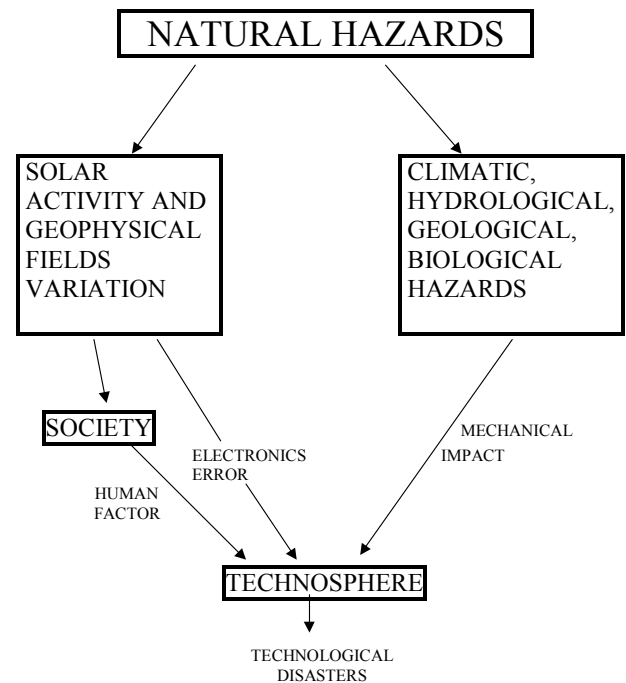 NATURAL HAZARDS
SOLAR
ACTIVITY AND
GEOPHYSICAL
FIELDS
VARIATION
CLIMATIC,
HYDROLOGICAL,
GEOLOGICAL,
BIOLOGICAL
HAZARDS
SOCIETY
ELECTRONICS
ERROR
MECHANICAL
IMPACT
HUMAN
FACTOR
TECHNOSPHERE
TECHNOLOGICAL
DISASTERS